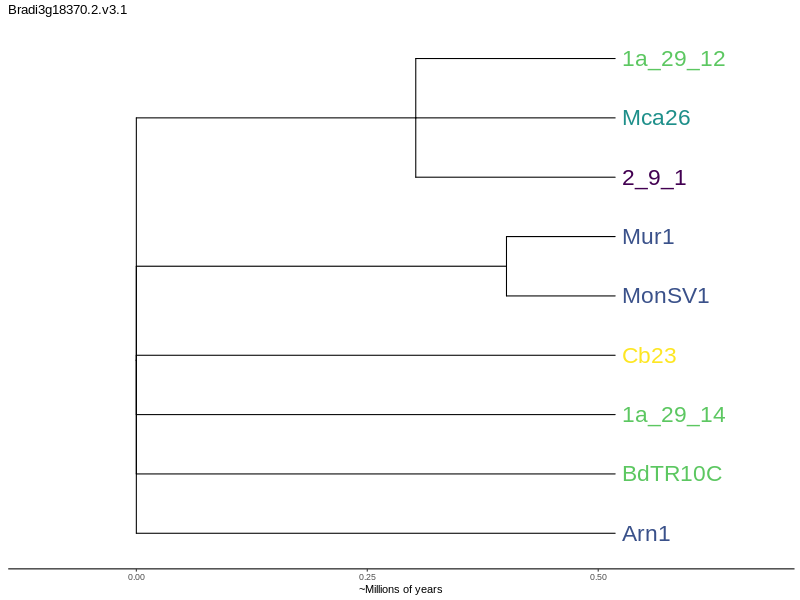 Bradi3g18370.2.v3.1
1a_29_12
Mca26
2_9_1
Mur1
MonSV1
Cb23
1a_29_14
BdTR10C
Arn1
0.00 0.25 0.50
~Millions of years